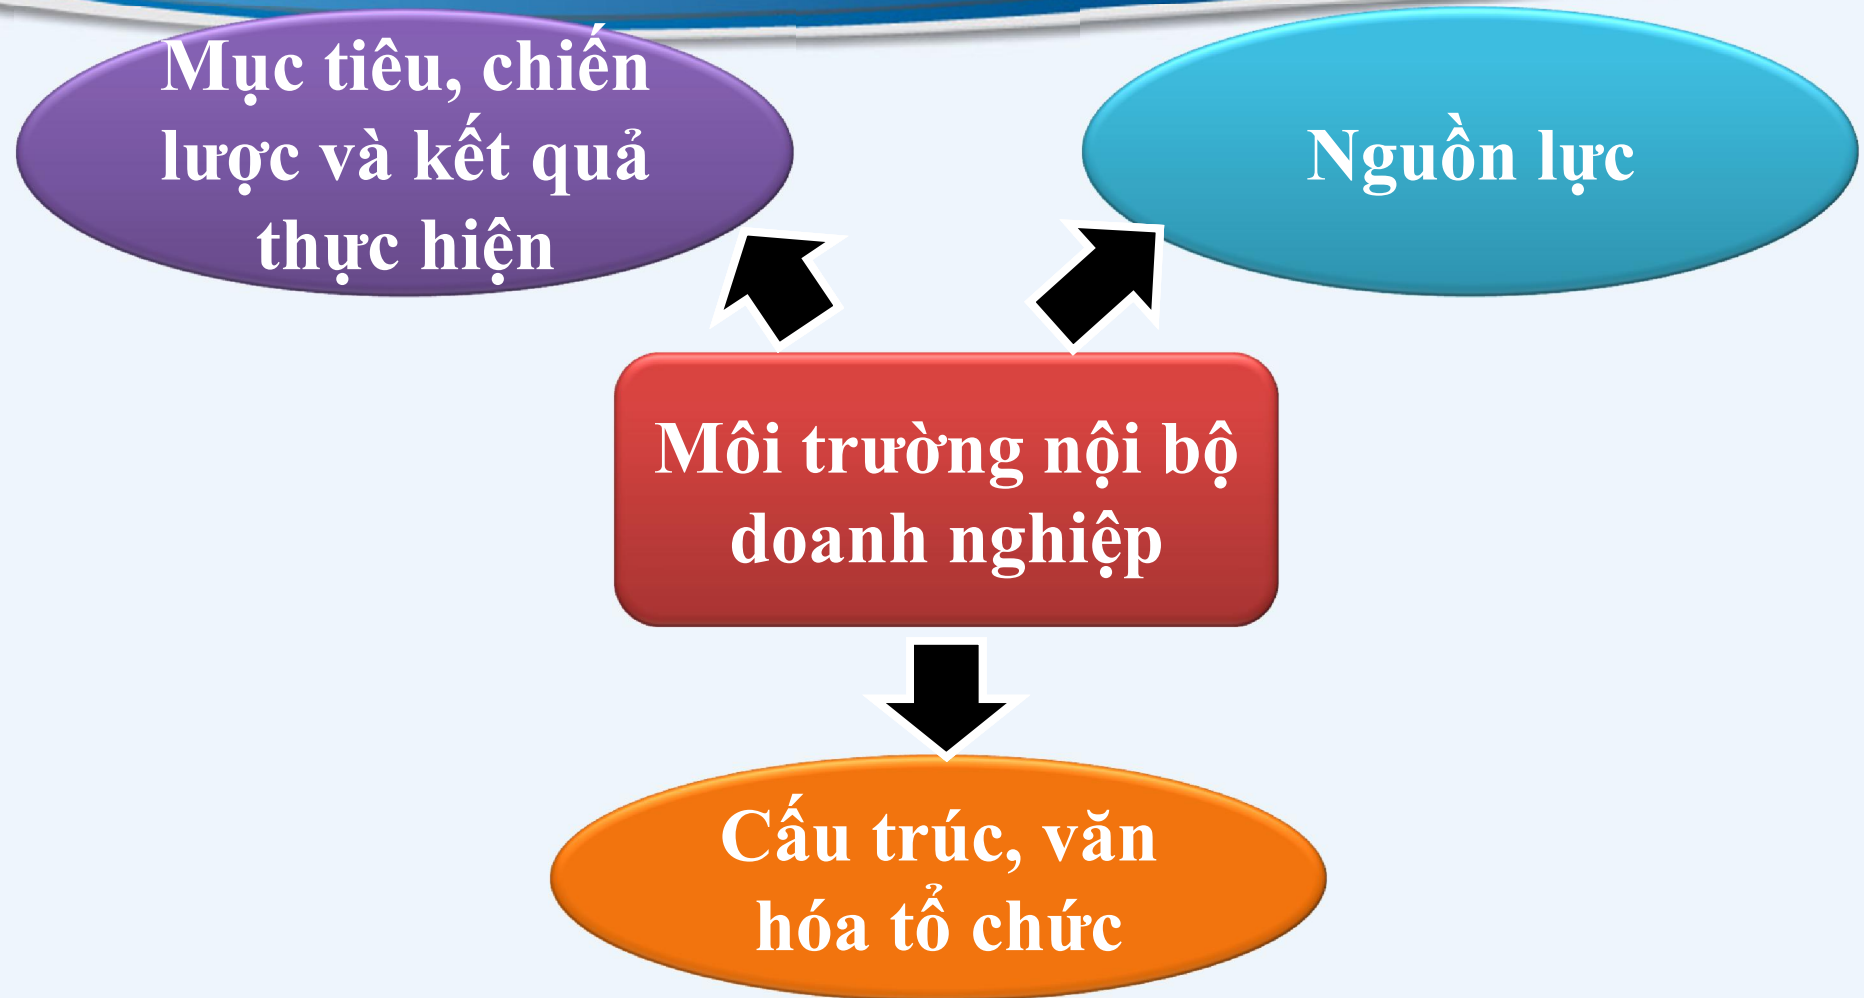 Mục tiêu, chiến
lược và kết quả
thực hiện
Nguồn lực
Môi trường nội bộ
doanh nghiệp
Cấu trúc, văn
hóa tổ chức